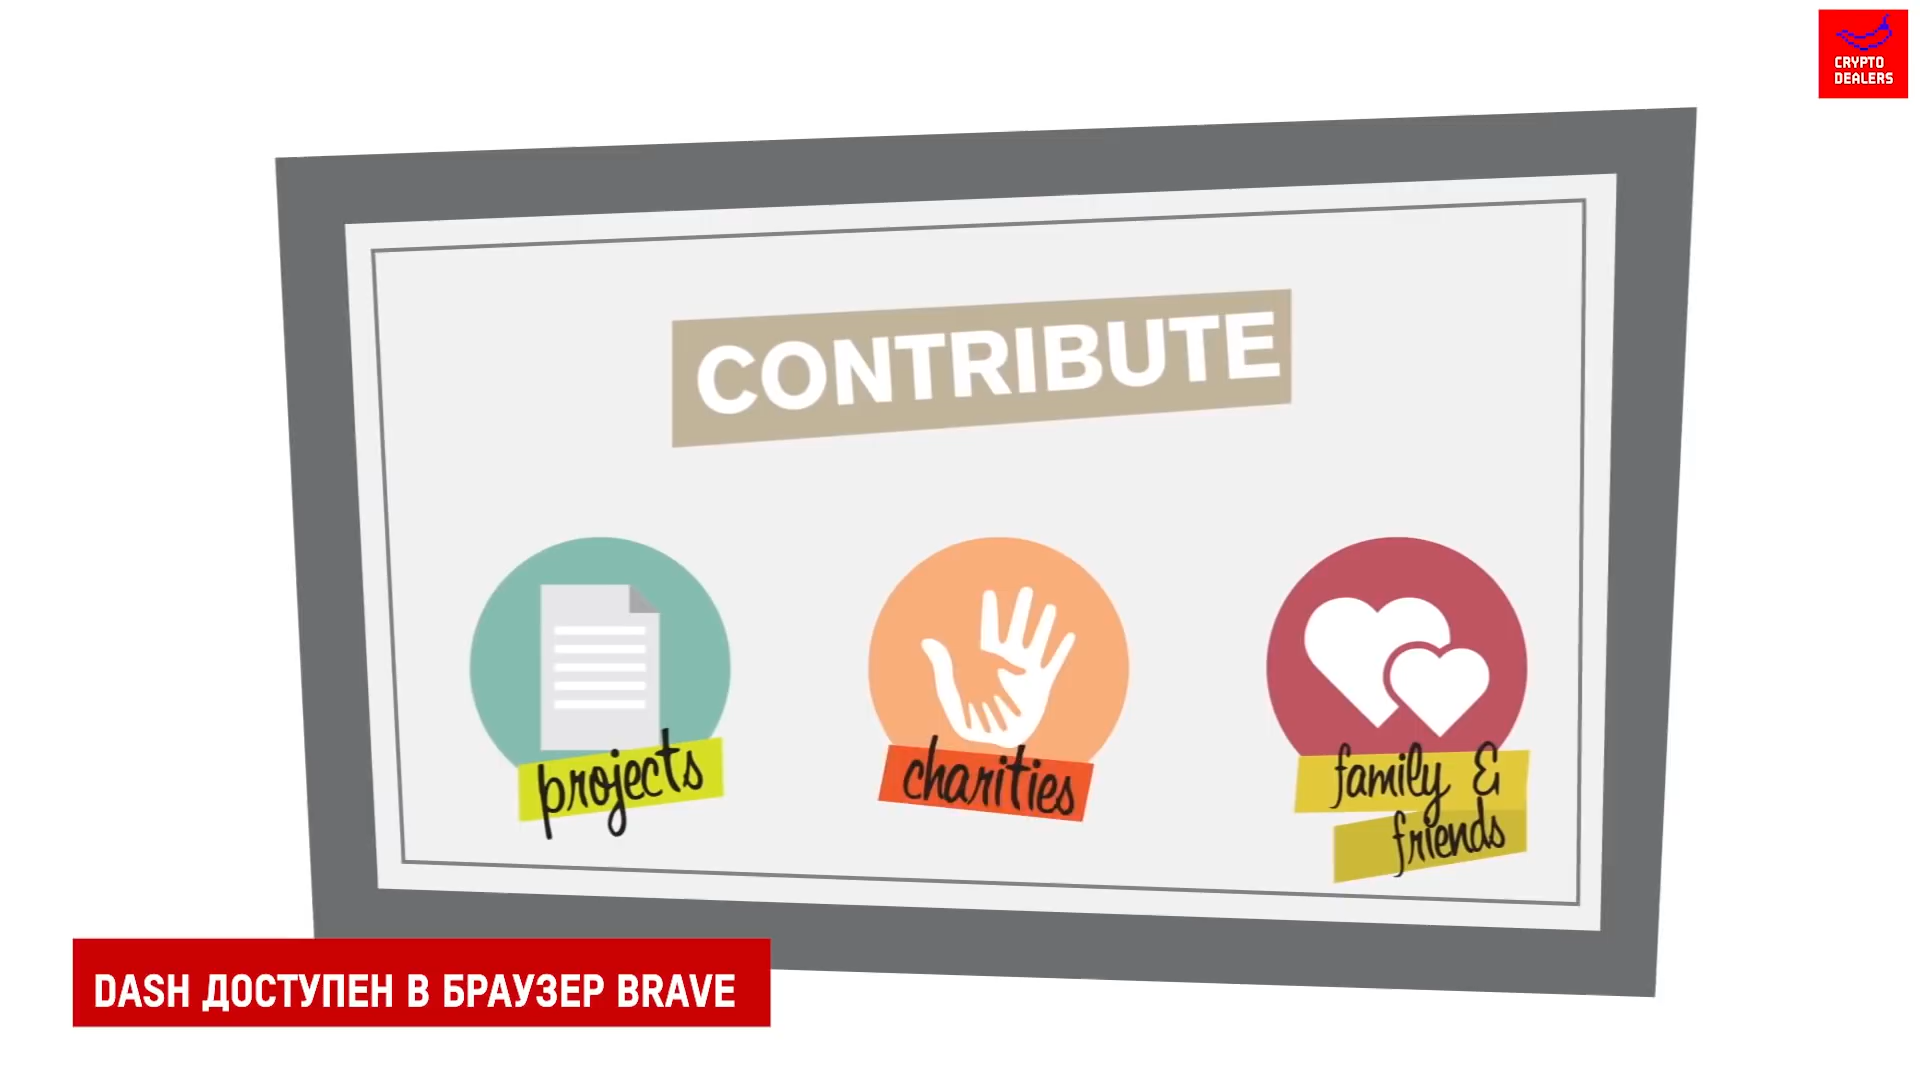 CRYPTO
DEALERS
CONTRIBUTE
projects
charities
family &
friends
DASH ДОСТУПЕН В БРАУЗЕР BRAVE